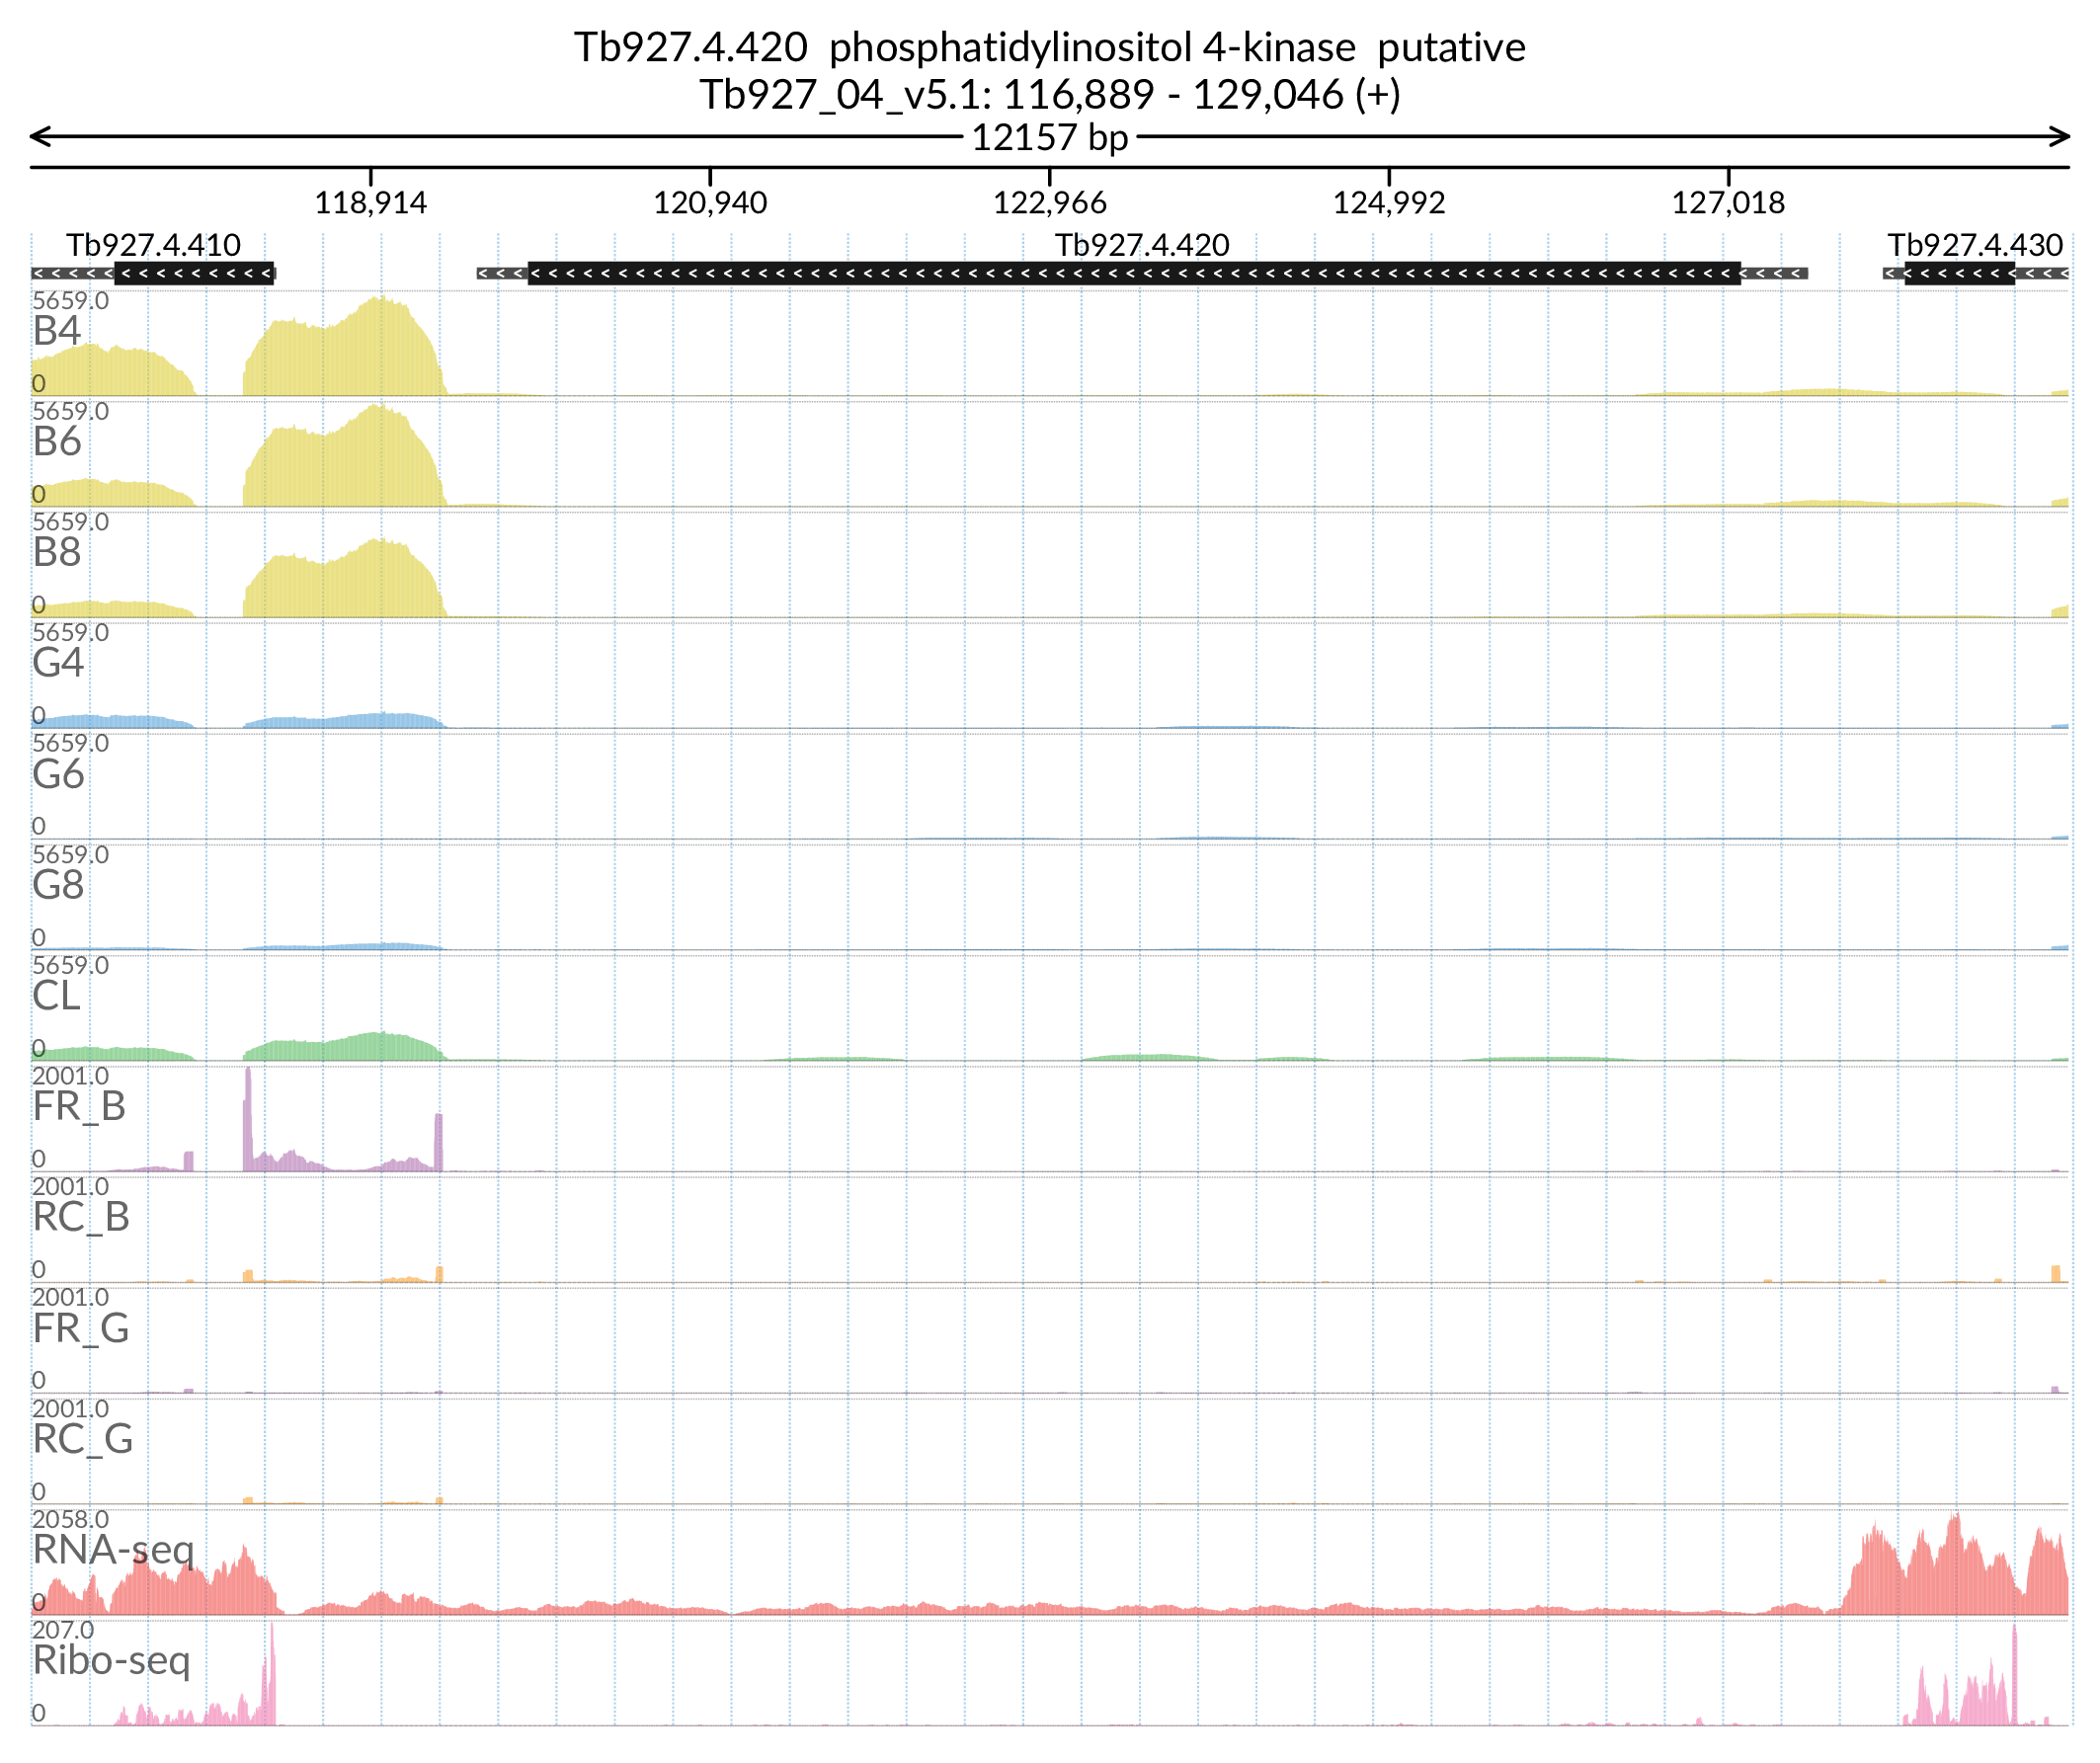 Tb927.4.420 phosphatidylinositol 4-kinase putative
Tb927_04_v5.1: 116,889 - 129,046 (+)
12157 bp
118,914 120,940 122,966 124,992 127,018
Tb927.4.410 Tb927.4.420 Tb927.4.430
5659.0
B4
0
5659.0
B6
0
5659.0
B8
0
5659.0
G4
0
5659.0
G6
0
5659.0
G8
0
5659.0
CL
0
2001.0
FR_B
0
2001.0
RC_B
0
2001.0
FR_G
0
2001.0
RC_G
0
2058.0
RNA-seq
0
207.0
Ribo-seq
0